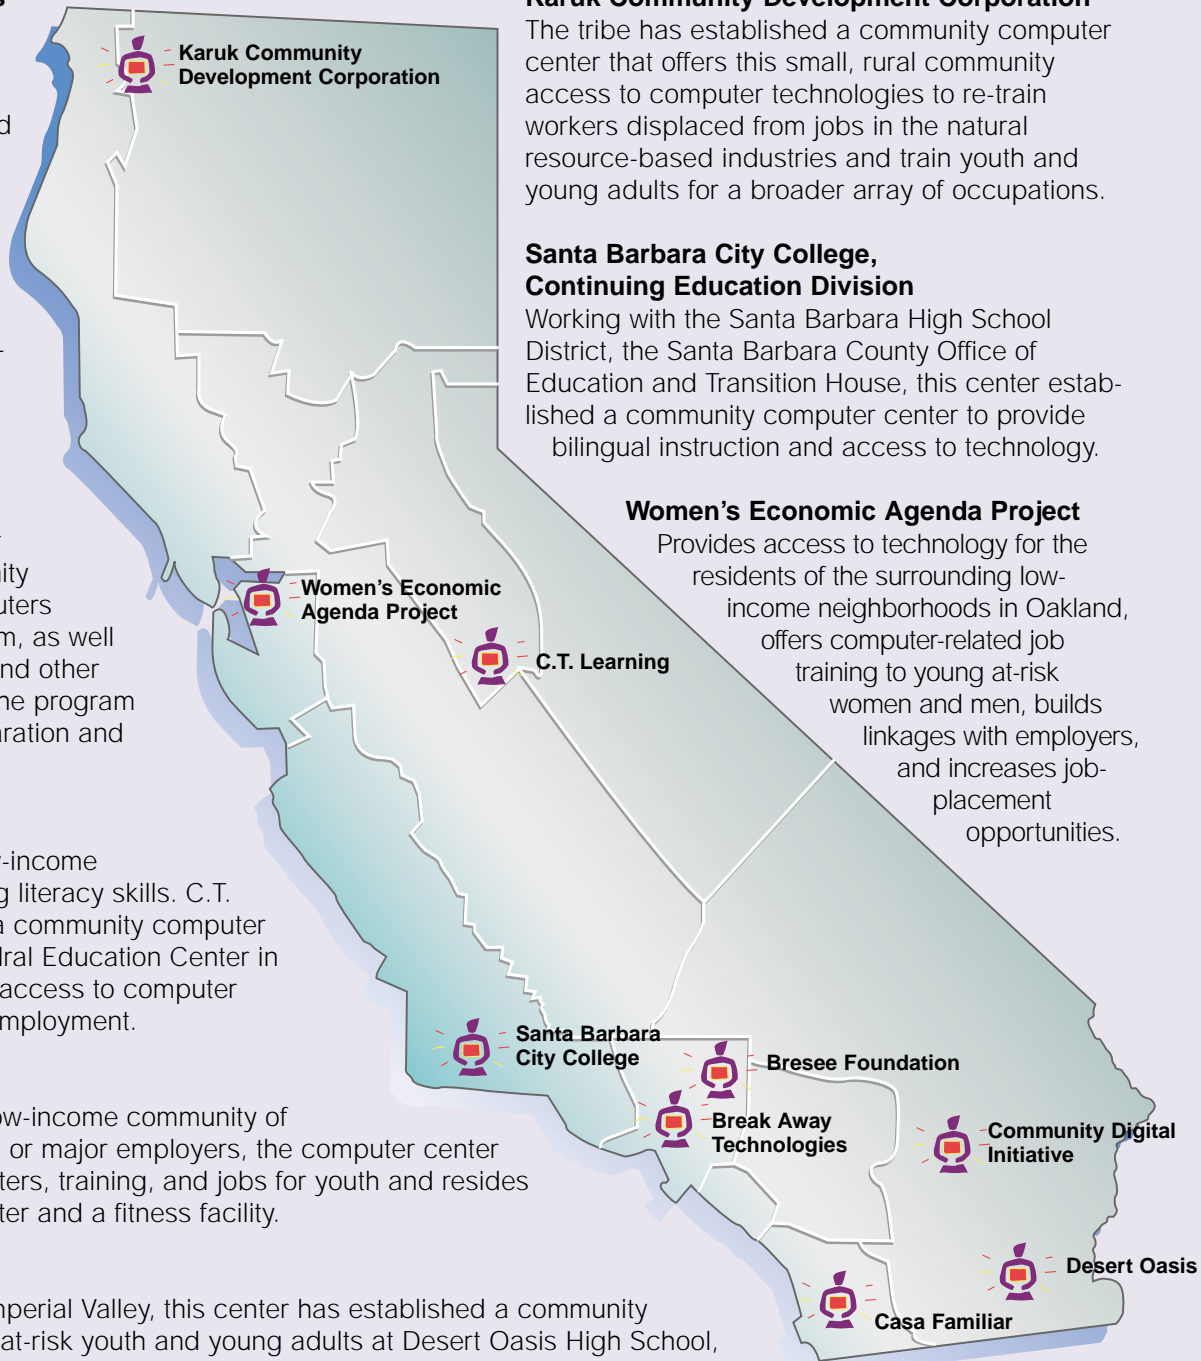 Karuk Community Development Corporation
The tribe has established a community computer
center that offers this small, rural community
access to computer technologies to re-train
workers displaced from jobs in the natural
resource-based industries and train youth and
young adults for a broader array of occupations.
Santa Barbara City College,
Continuing Education Division
Working with the Santa Barbara High School
District, the Santa Barbara County Office of
Education and Transition House, this center estab-
lished a community computer center to provide
bilingual instruction and access to technology.
Women's Economic Agenda Project
Provides access to technology for the
residents of the surrounding low-
income neighborhoods in Oakland,
offers computer-related job
training to young at-risk
women and men, builds
linkages with employers,
and increases job-
placement
opportunities.
Karuk Community
Development Corporation
Women's Economic
Agenda Project
C.T. Learning
Santa Barbara
City College
Bresee Foundation
Break Away
Technologies
Community Digital
Initiative
Desert Oasis
Casa Familiar
s
d
-
nity
uters
m, as well
nd other
he program
aration and
-income
g literacy skills. C.T.
a community computer
dral Education Center in
access to computer
mployment.
ow-income community of
or major employers, the computer center
ters, training, and jobs for youth and resides
ter and a fitness facility.
mperial Valley, this center has established a community
at-risk youth and young adults at Desert Oasis High School,